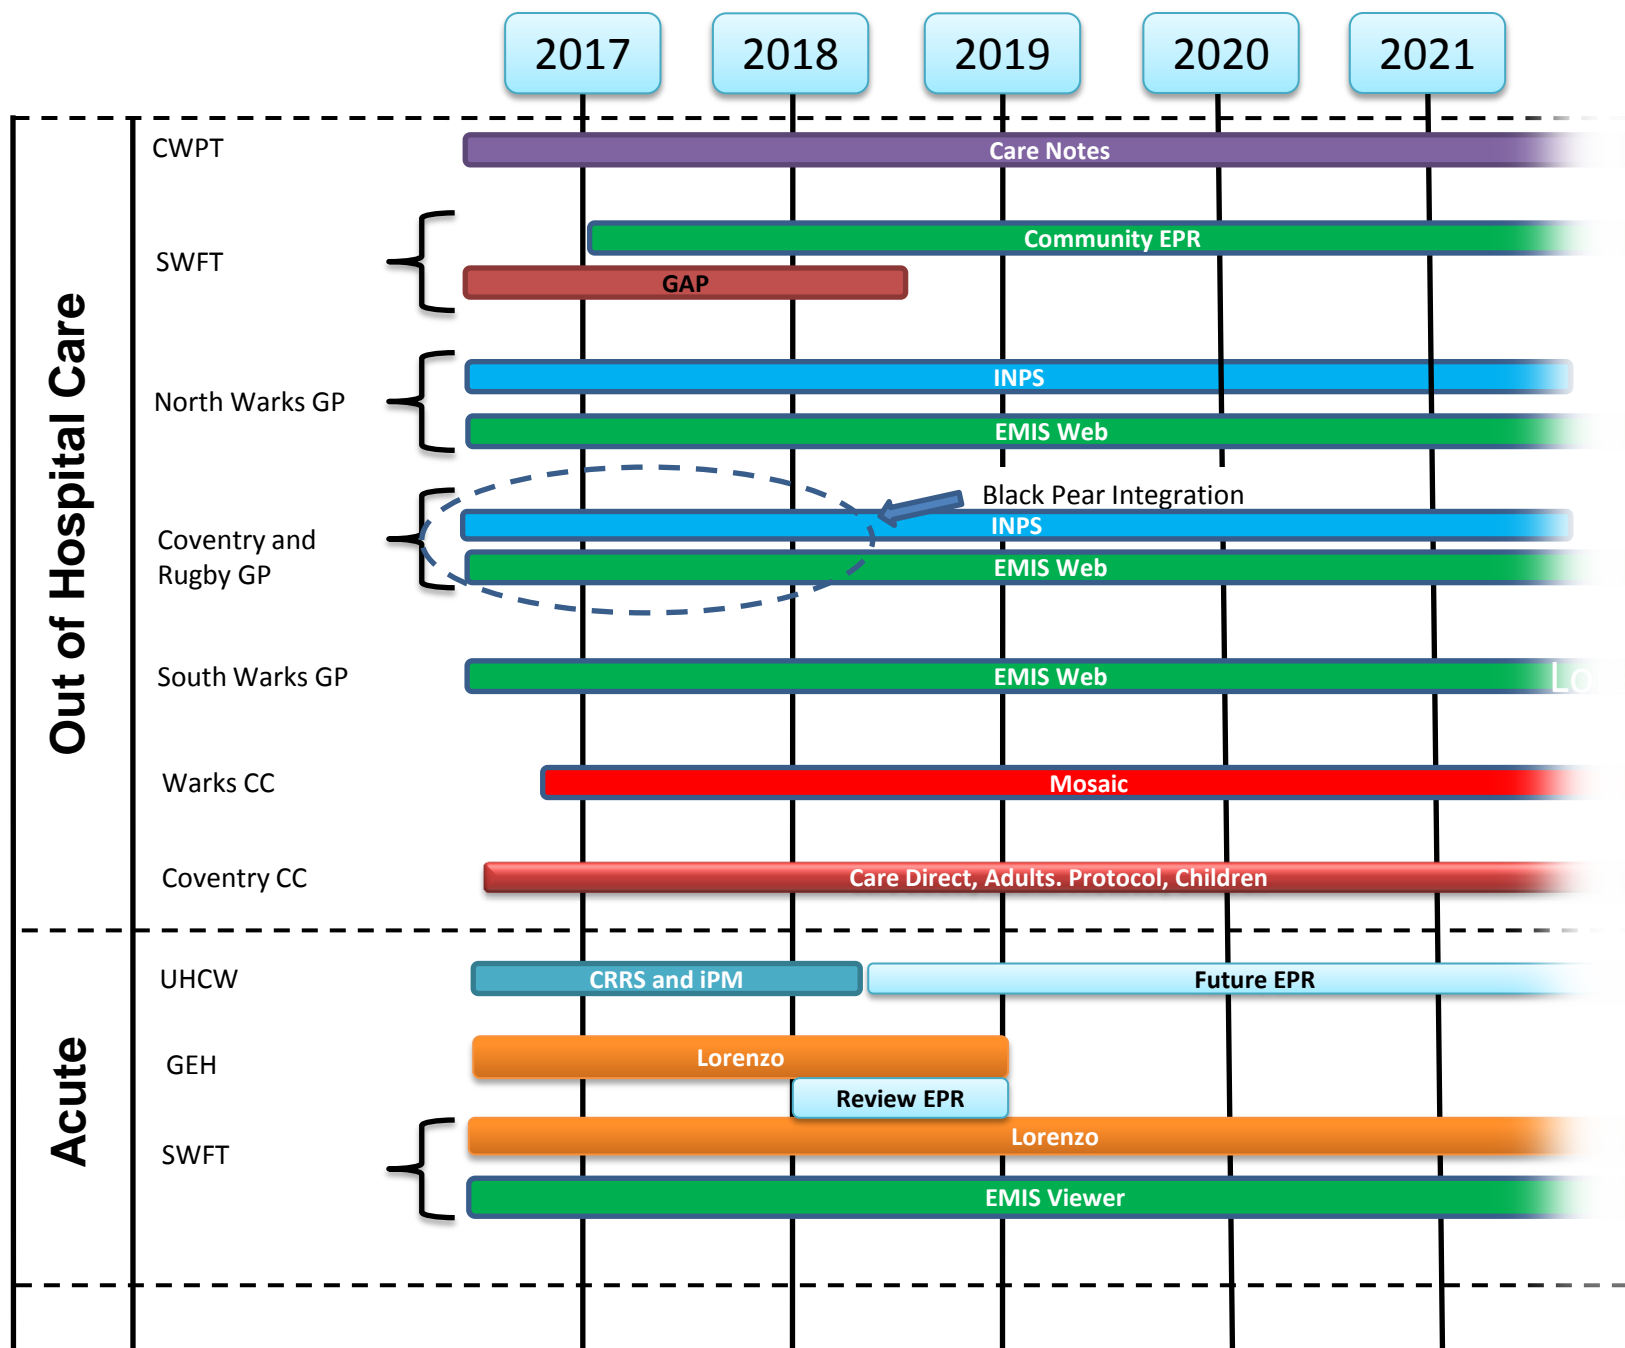 2017
2018
2019
2020
2021
Out of Hospital Care
CWPT
Care Notes
SWFT
Community EPR
GAP
North Warks GP
INPS
EMIS Web
Black Pear Integration
Coventry and
Rugby GP
INPS
EMIS Web
South Warks GP
EMIS Web
Lo
Warks CC
Mosaic
Coventry CC
Care Direct, Adults. Protocol, Children
Acute
UHCW
CRRS and iPM
Future EPR
GEH
Lorenzo
Review EPR
SWFT
Lorenzo
EMIS Viewer